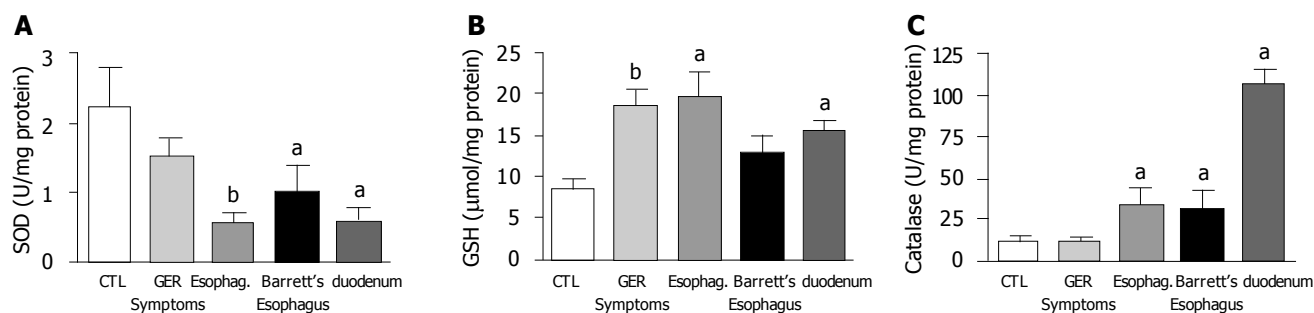 A
SOD (U/mg protein)
3
2
1
0
a
b
a
CTL GER Esophag. Barrett's duodenum
Symptoms Esophagus
B
GSH (μmol/mg protein)
25
20
15
10
5
0
b
a
a
CTL GER Esophag. Barrett's duodenum
Symptoms Esophagus
C
Catalase (U/mg protein)
125
100
75
50
25
0
a
a
a
CTL GER Esophag. Barrett's duodenum
Symptoms Esophagus